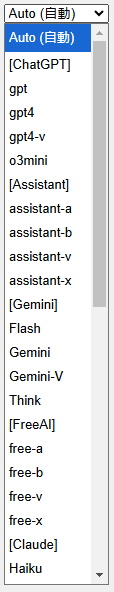 Auto (自動)
Auto (自動)
[ChatGPT]
gpt
gpt4
gpt4-v
o3mini
[Assistant]
assistant-a
assistant-b
assistant-v
assistant-x
[Gemini]
Flash
Gemini
Gemini-V
Think
[FreeAI]
free-a
free-b
free-v
free-x
[Claude]
Haiku